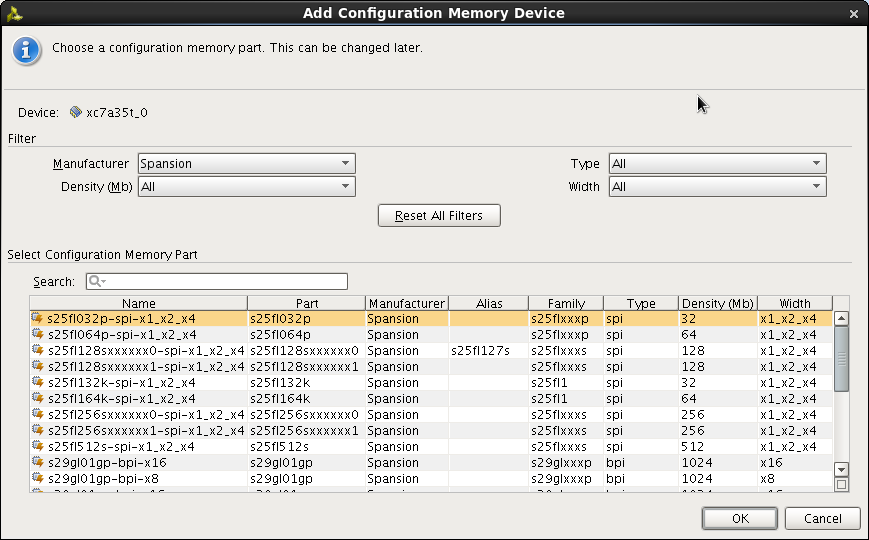 Add Configuration Memory Device
Choose a configuration memory part. This can be changed later.
Device: xc7a35t_0
Filter
Manufacturer Spansion Type All
Density (Mb) All Width All
Reset All Filters
Select Configuration Memory Part
Search:
Name Part Manufacturer Alias Family Type Density (Mb) Width
s25fl032p-spi-x1_x2_x4 s25fl032p Spansion s25flxxxp spi 32 x1_x2_x4
s25fl064p-spi-x1_x2_x4 s25fl064p Spansion s25flxxxp spi 64 x1_x2_x4
s25fl128sxxxxxx0-spi-x1_x2_x4 s25fl128sxxxxxx0 Spansion s25fl127s s25flxxxs spi 128 x1_x2_x4
s25fl128sxxxxxx1-spi-x1_x2_x4 s25fl128sxxxxxx1 Spansion s25flxxxs spi 128 x1_x2_x4
s25fl132k-spi-x1_x2_x4 s25fl132k Spansion s25fl1 spi 32 x1_x2_x4
s25fl164k-spi-x1_x2_x4 s25fl164k Spansion s25fl1 spi 64 x1_x2_x4
s25fl256sxxxxxx0-spi-x1_x2_x4 s25fl256sxxxxxx0 Spansion s25flxxxs spi 256 x1_x2_x4
s25fl256sxxxxxx1-spi-x1_x2_x4 s25fl256sxxxxxx1 Spansion s25flxxxs spi 256 x1_x2_x4
s25fl512s-spi-x1_x2_x4 s25fl512s Spansion s25flxxxs spi 512 x1_x2_x4
s29gl01gp-bpi-x16 s29gl01gp Spansion s29glxxxp bpi 1024 x16
s29gl01gp-bpi-x8 s29gl01gp Spansion s29glxxxp bpi 1024 x8
OK Cancel